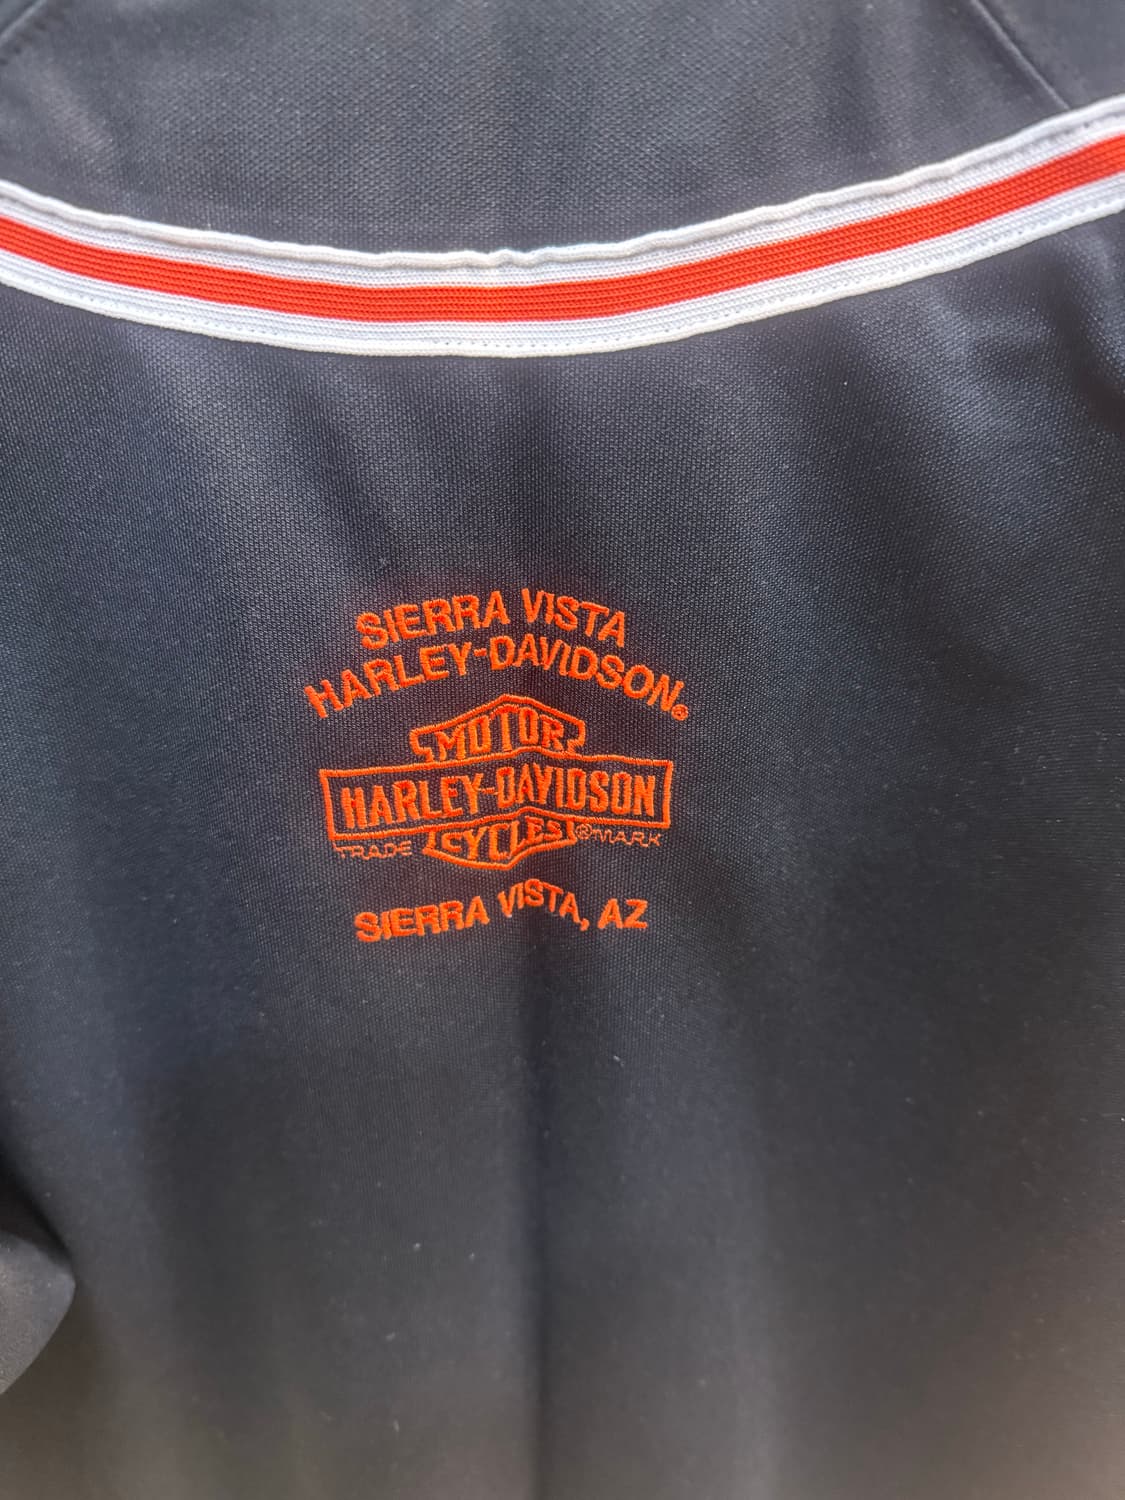 SIERRA VISTA
HARLEY-DAVIDSON®
MOTOR
HARLEY-DAVIDSON
TRADE CYCLES ® MARK
SIERRA VISTA, AZ